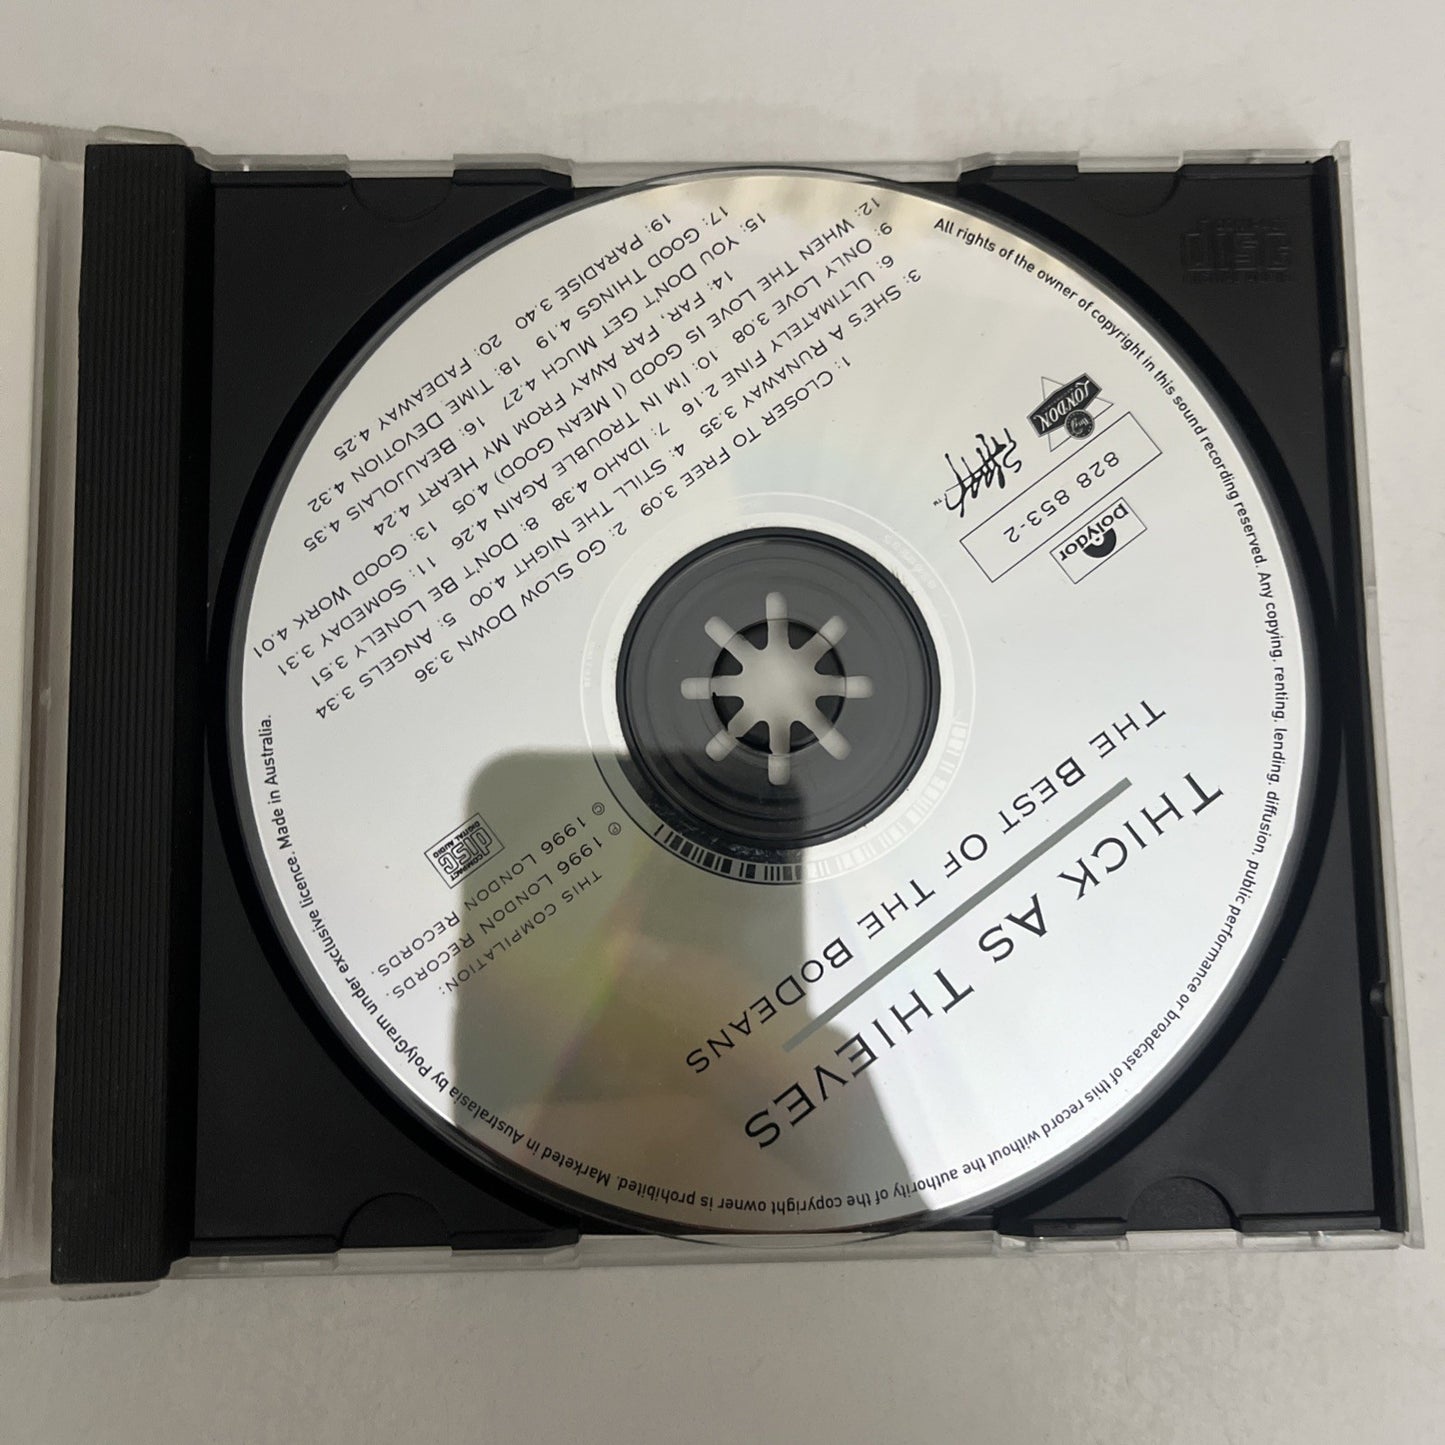 THICK AS THIEVES
THE BEST OF THE BODEANS
polydor
828 853-2
LONDON
1: CLOSER TO FREE 3.09 2: GO SLOW DOWN 3.36
3: SHE'S A RUNAWAY 3.35 4: STILL THE NIGHT 4.00 5: ANGELS 3.34
6: ULTIMATELY FINE 2.16 7: IDAHO 4.38 8: DON'T BE LONELY 3.51
9: ONLY LOVE 3.08 10: I'M IN TROUBLE AGAIN 4.26 11: SOMEDAY 3.31
12: WHEN THE LOVE IS GOOD (I MEAN GOOD) 4.05 13: GOOD WORK 4.01
14: FAR, FAR AWAY FROM MY HEART 4.24
15: YOU DON'T GET MUCH 4.27 16: BEAUJOLAIS 4.35
17: GOOD THINGS 4.19 18: TIME DEVOTION 4.32
19: PARADISE 3.40 20: FADEAWAY 4.25
COMPACT
disc
DIGITAL AUDIO
THIS COMPILATION:
℗ 1996 LONDON RECORDS.
© 1996 LONDON RECORDS.
All rights of the owner of copyright in this sound recording reserved. Any copying, renting, lending, diffusion, public performance or broadcast of this record without the authority of the copyright owner is prohibited. Marketed in Australasia by PolyGram under exclusive licence. Made in Australia.